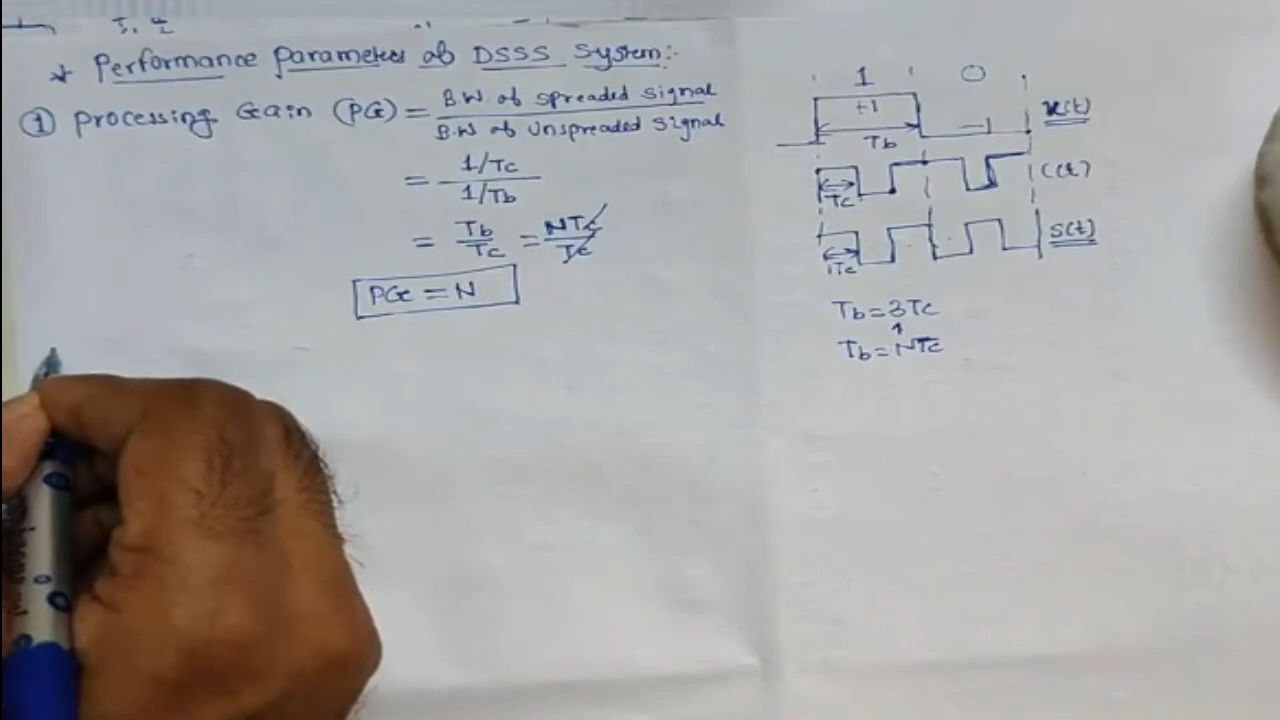 * Performance Parameters of DSSS System:-
① Processing Gain (PG) = B.W. of spreaded signal / B.W. of Unspreaded signal
= 1/Tc / 1/Tb
= Tb/Tc = NTc/Tc
PG = N
1 0
+1 -1 x(t)
Tb
c(t)
Tc
s(t)
Tc
Tb = 3Tc
↑
Tb = NTc